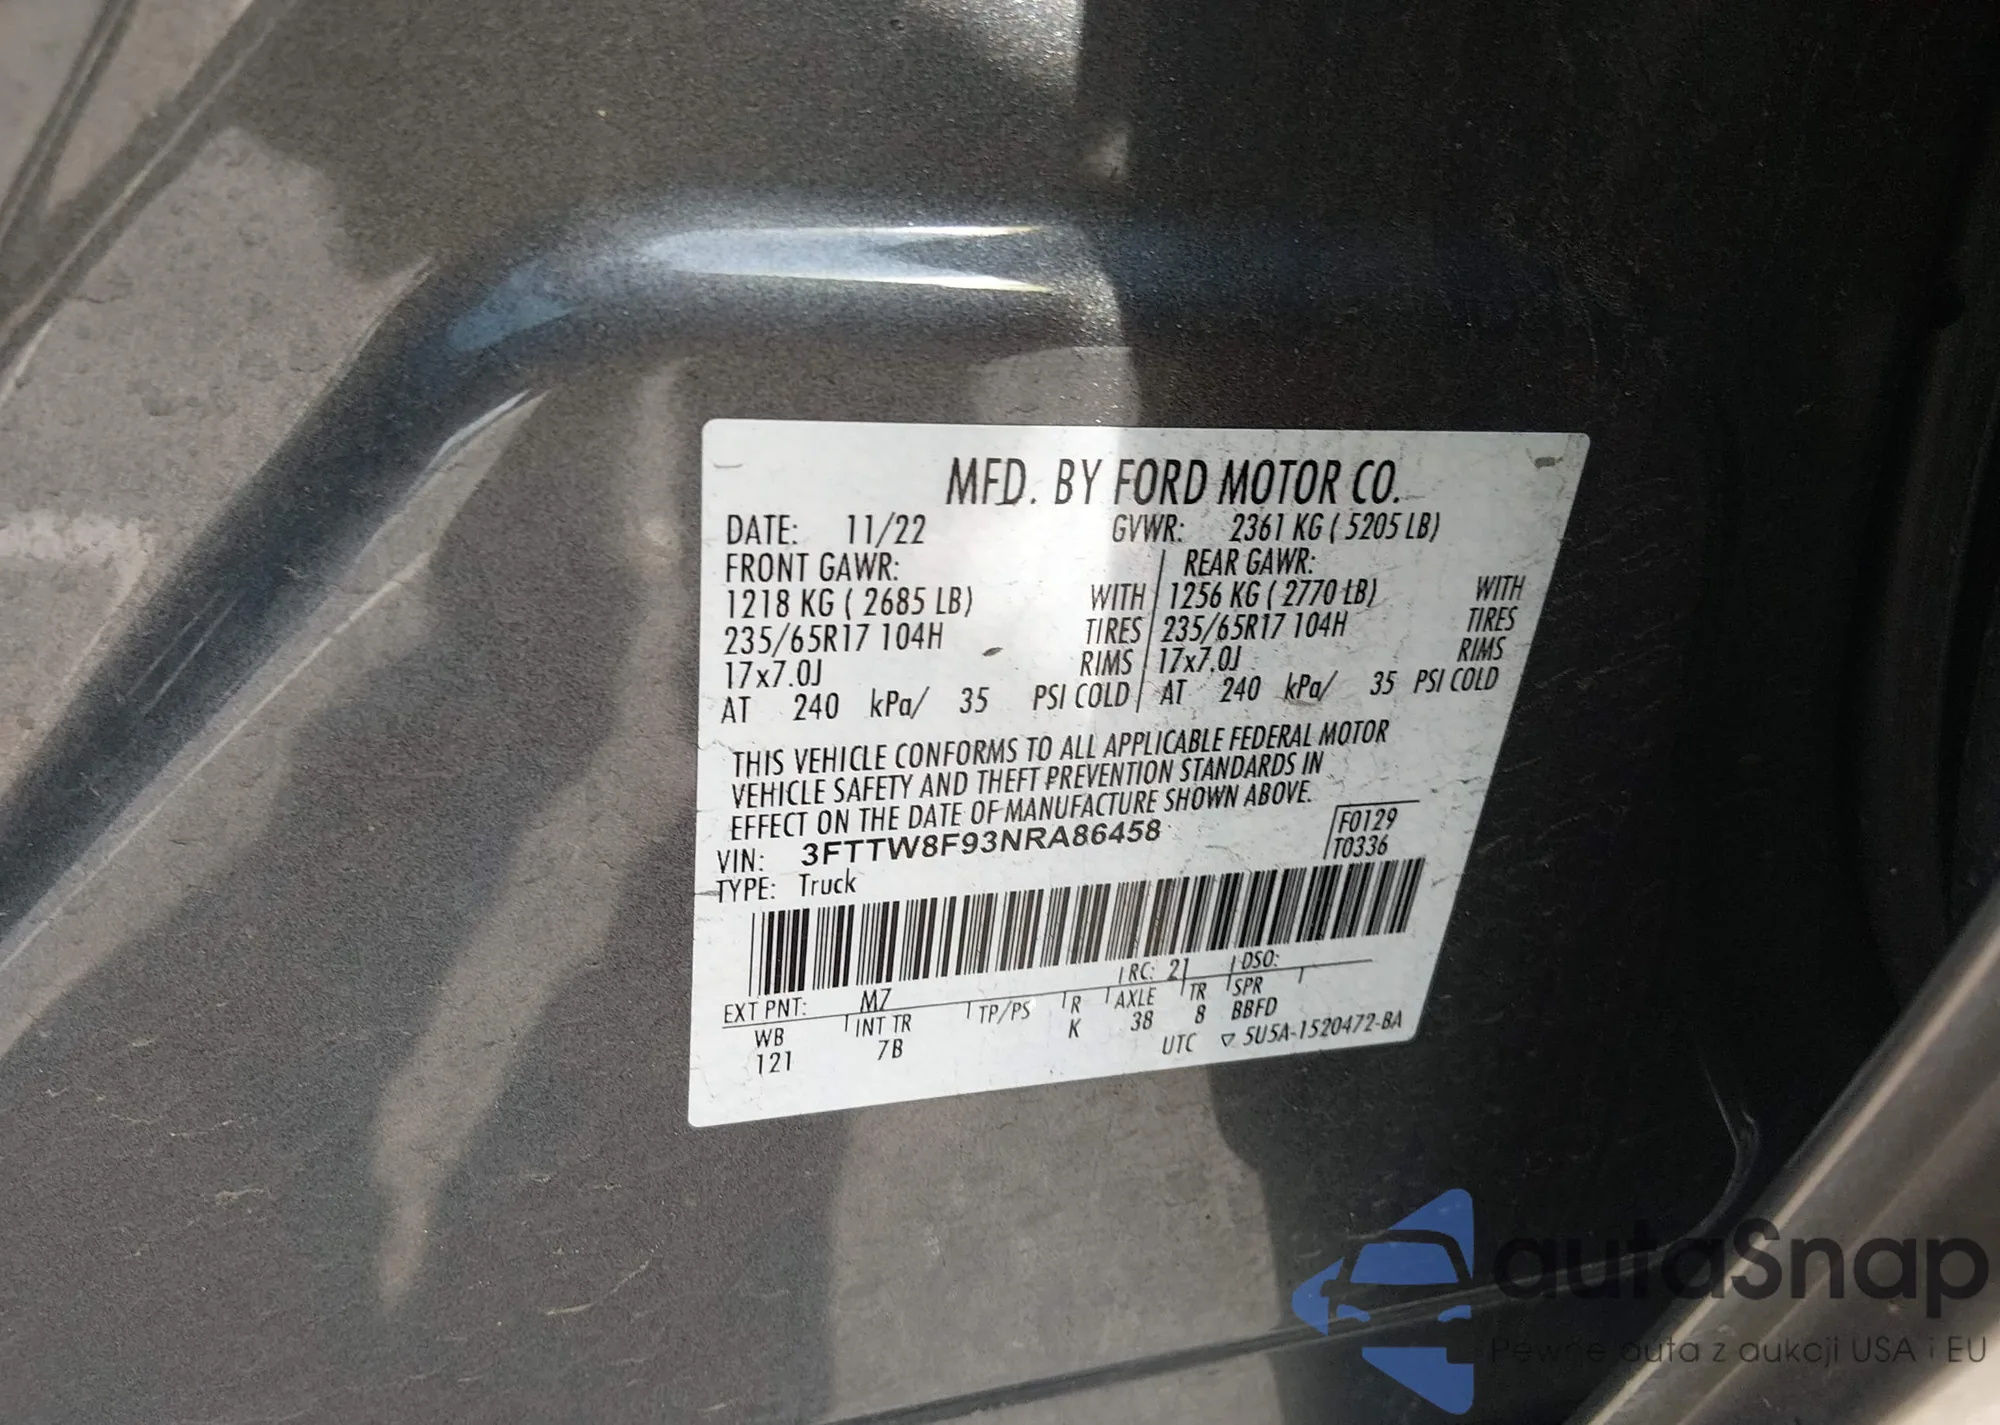 MFD. BY FORD MOTOR CO.
DATE: 11/22 GVWR: 2361 KG ( 5205 LB)
FRONT GAWR: REAR GAWR:
1218 KG ( 2685 LB) WITH 1256 KG ( 2770 LB) WITH
235/65R17 104H TIRES 235/65R17 104H TIRES
17x7.0J RIMS 17x7.0J RIMS
AT 240 kPa/ 35 PSI COLD AT 240 kPa/ 35 PSI COLD
THIS VEHICLE CONFORMS TO ALL APPLICABLE FEDERAL MOTOR
VEHICLE SAFETY AND THEFT PREVENTION STANDARDS IN
EFFECT ON THE DATE OF MANUFACTURE SHOWN ABOVE.
VIN: 3FTTW8F93NRA86458 F0129
TYPE: Truck T0336
RC: 21 DSO:
EXT PNT: M7
WB INT TR TP/PS R AXLE TR SPR
121 7B K 38 8 BBFD
UTC ▽ 5U5A-1520472-BA
autaSnap
Pewne auta z aukcji USA i EU